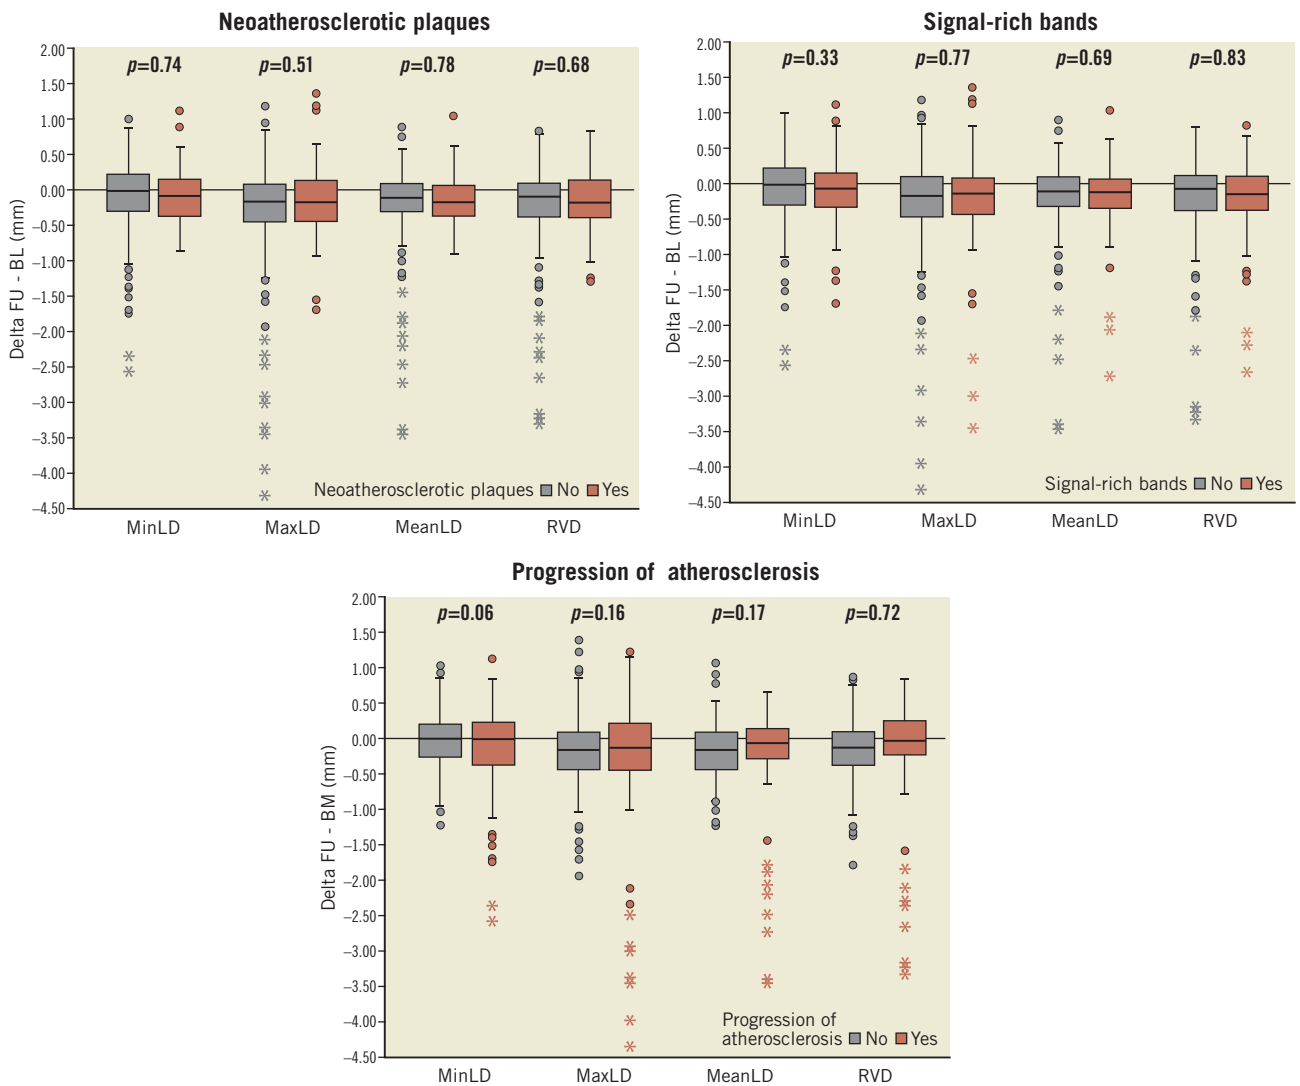 Neoatherosclerotic plaques
2.00
1.50
1.00
0.50
0.00
–0.50
–1.00
–1.50
–2.00
–2.50
–3.00
–3.50
–4.00
–4.50
Delta FU - BL (mm)
p=0.74 p=0.51 p=0.78 p=0.68
Neoatherosclerotic plaques No Yes
MinLD MaxLD MeanLD RVD
Signal-rich bands
2.00
1.50
1.00
0.50
0.00
–0.50
–1.00
–1.50
–2.00
–2.50
–3.00
–3.50
–4.00
–4.50
Delta FU - BL (mm)
p=0.33 p=0.77 p=0.69 p=0.83
Signal-rich bands No Yes
MinLD MaxLD MeanLD RVD
Progression of atherosclerosis
2.00
1.50
1.00
0.50
0.00
–0.50
–1.00
–1.50
–2.00
–2.50
–3.00
–3.50
–4.00
–4.50
Delta FU - BM (mm)
p=0.06 p=0.16 p=0.17 p=0.72
Progression of
atherosclerosis No Yes
MinLD MaxLD MeanLD RVD